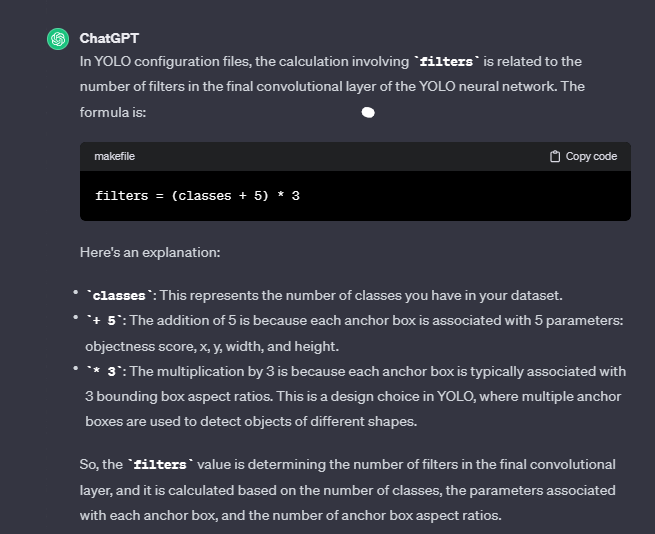 ChatGPT
In YOLO configuration files, the calculation involving `filters` is related to the
number of filters in the final convolutional layer of the YOLO neural network. The
formula is:
makefile
Copy code
filters = (classes + 5) * 3
Here's an explanation:
• `classes`: This represents the number of classes you have in your dataset.
• `+ 5`: The addition of 5 is because each anchor box is associated with 5 parameters:
objectness score, x, y, width, and height.
• `* 3`: The multiplication by 3 is because each anchor box is typically associated with
3 bounding box aspect ratios. This is a design choice in YOLO, where multiple anchor
boxes are used to detect objects of different shapes.
So, the `filters` value is determining the number of filters in the final convolutional
layer, and it is calculated based on the number of classes, the parameters associated
with each anchor box, and the number of anchor box aspect ratios.